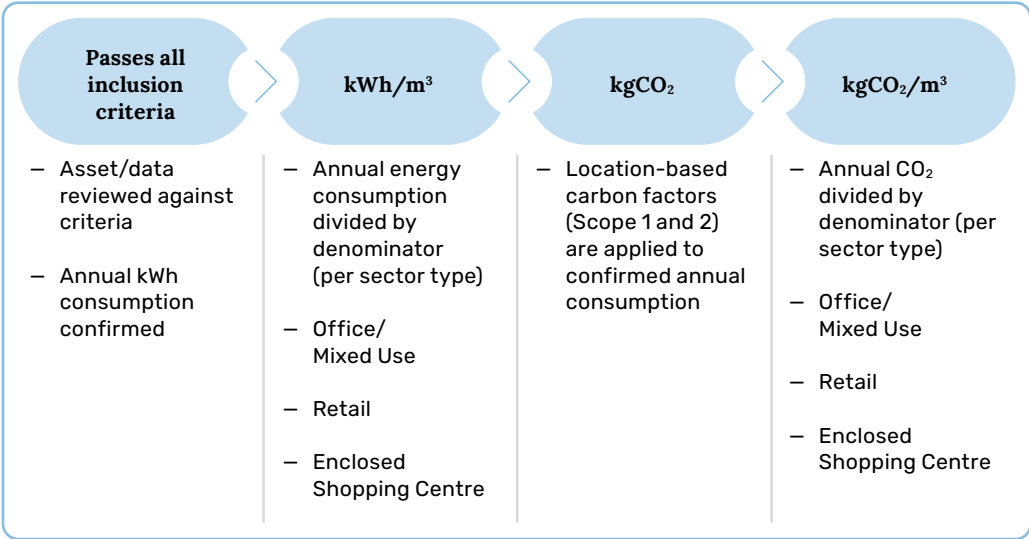 Passes all
inclusion
criteria
kWh/m³
kgCO₂
kgCO₂/m³
— Asset/data
reviewed against
criteria
— Annual kWh
consumption
confirmed
— Annual energy
consumption
divided by
denominator
(per sector type)
— Office/
Mixed Use
— Retail
— Enclosed
Shopping Centre
— Location-based
carbon factors
(Scope 1 and 2)
are applied to
confirmed annual
consumption
— Annual CO₂
divided by
denominator (per
sector type)
— Office/
Mixed Use
— Retail
— Enclosed
Shopping Centre